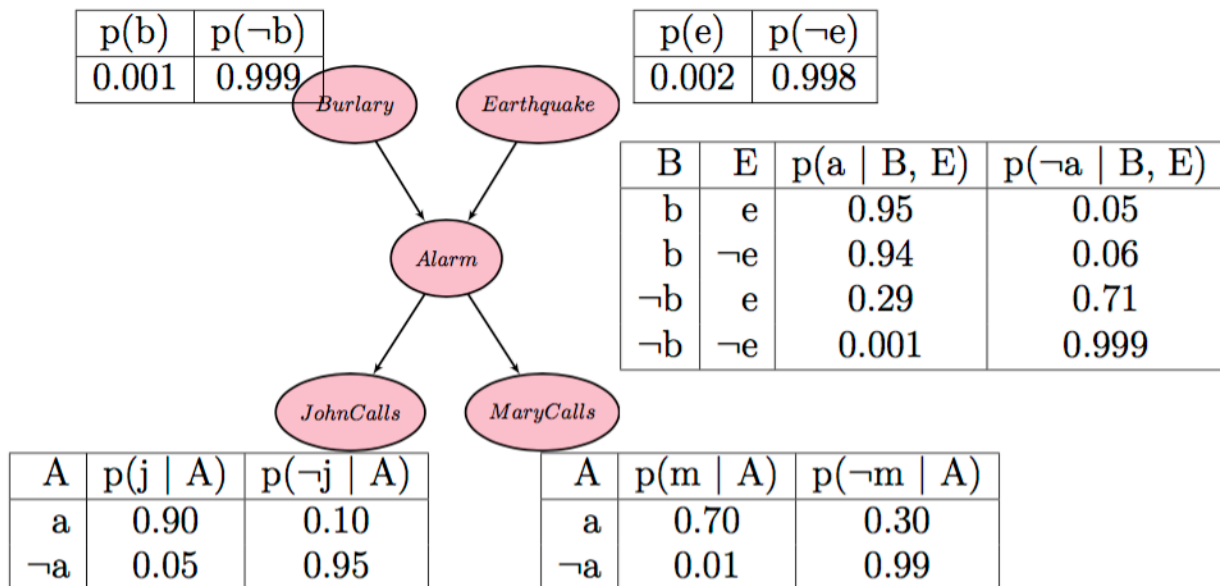 p(b) p(¬b)
0.001 0.999
p(e) p(¬e)
0.002 0.998
Burlary
Earthquake
B E p(a | B, E) p(¬a | B, E)
b e 0.95 0.05
b ¬e 0.94 0.06
¬b e 0.29 0.71
¬b ¬e 0.001 0.999
Alarm
JohnCalls
MaryCalls
A p(j | A) p(¬j | A)
a 0.90 0.10
¬a 0.05 0.95
A p(m | A) p(¬m | A)
a 0.70 0.30
¬a 0.01 0.99